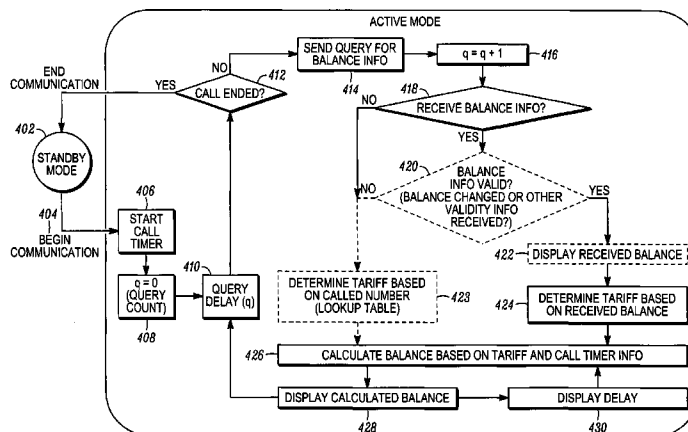 ACTIVE MODE
END
COMMUNICATION
YES
NO
412
CALL ENDED?
SEND QUERY FOR
BALANCE INFO
414
q = q + 1
416
418
RECEIVE BALANCE INFO?
NO
YES
402
STANDBY
MODE
404
BEGIN
COMMUNICATION
406
START
CALL
TIMER
q = 0
(QUERY
COUNT)
408
410
QUERY
DELAY (q)
420
BALANCE
INFO VALID?
(BALANCE CHANGED OR OTHER
VALIDITY INFO
RECEIVED?)
NO
YES
422
DISPLAY RECEIVED BALANCE
DETERMINE TARIFF BASED
ON CALLED NUMBER
(LOOKUP TABLE)
423
424
DETERMINE TARIFF BASED
ON RECEIVED BALANCE
426
CALCULATE BALANCE BASED ON TARIFF AND CALL TIMER INFO
DISPLAY CALCULATED BALANCE
428
DISPLAY DELAY
430